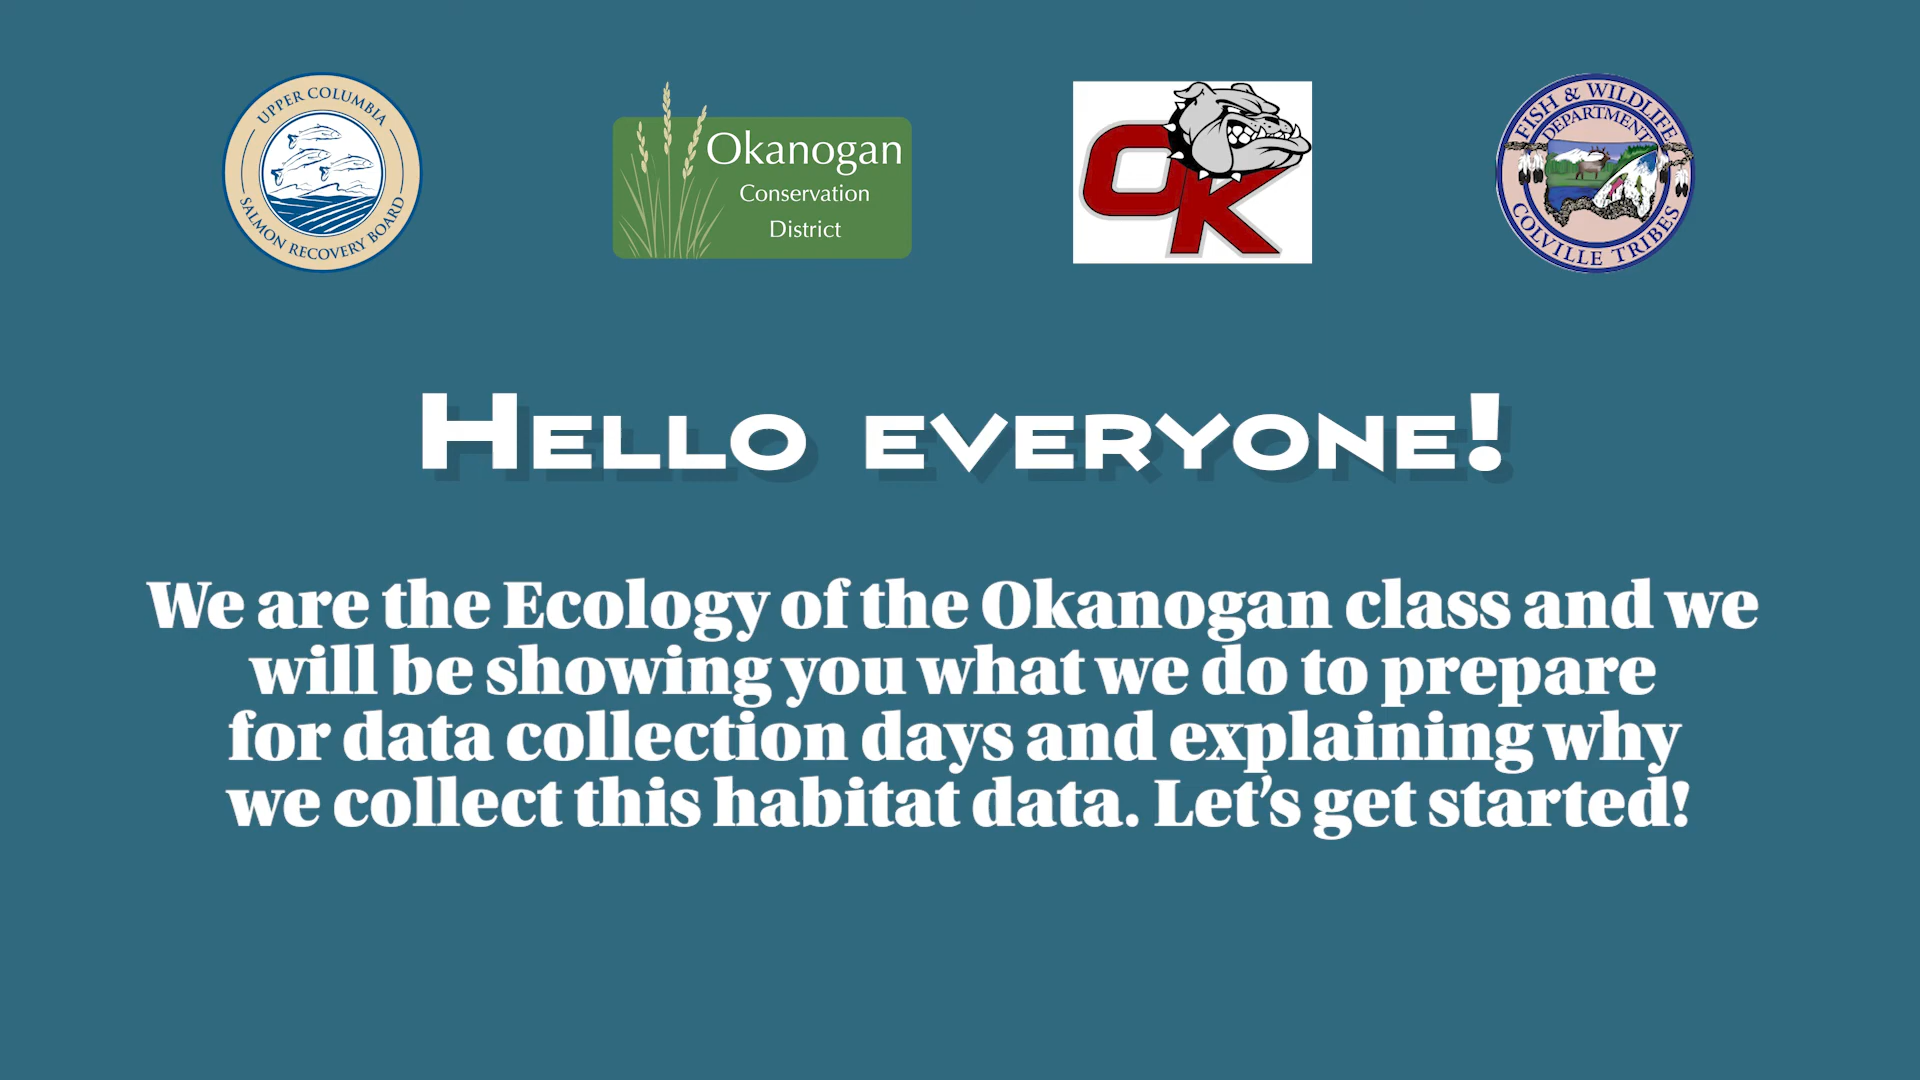 UPPER COLUMBIA
SALMON RECOVERY BOARD
Okanogan
Conservation
District
OK
FISH & WILDLIFE
DEPARTMENT
COLVILLE TRIBES
HELLO EVERYONE!
We are the Ecology of the Okanogan class and we
will be showing you what we do to prepare
for data collection days and explaining why
we collect this habitat data. Let's get started!